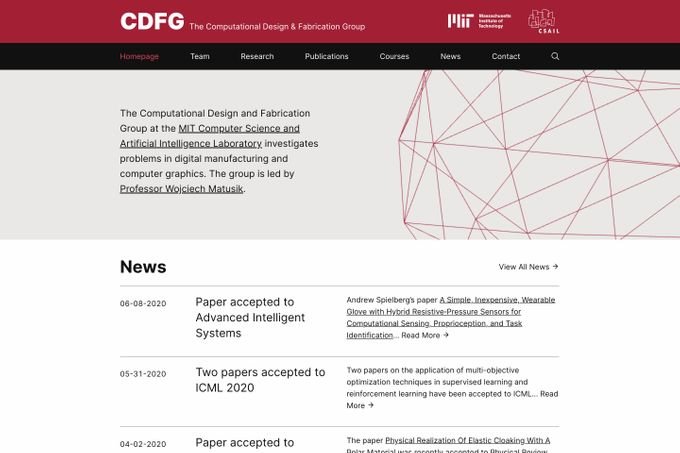 CDFG The Computational Design & Fabrication Group
MIT Massachusetts
Institute of
Technology
CSAIL
Homepage Team Research Publications Courses News Contact
The Computational Design and Fabrication
Group at the MIT Computer Science and
Artificial Intelligence Laboratory investigates
problems in digital manufacturing and
computer graphics. The group is led by
Professor Wojciech Matusik.
News
View All News →
06-08-2020
Paper accepted to
Advanced Intelligent
Systems
Andrew Spielberg's paper A Simple, Inexpensive, Wearable
Glove with Hybrid Resistive-Pressure Sensors for
Computational Sensing, Proprioception, and Task
Identification... Read More →
05-31-2020
Two papers accepted to
ICML 2020
Two papers on the application of multi-objective
optimization techniques in supervised learning and
reinforcement learning have been accepted to ICML... Read
More →
04-02-2020
Paper accepted to
The paper Physical Realization Of Elastic Cloaking With A
Polar Material was recently accepted to Physical Review